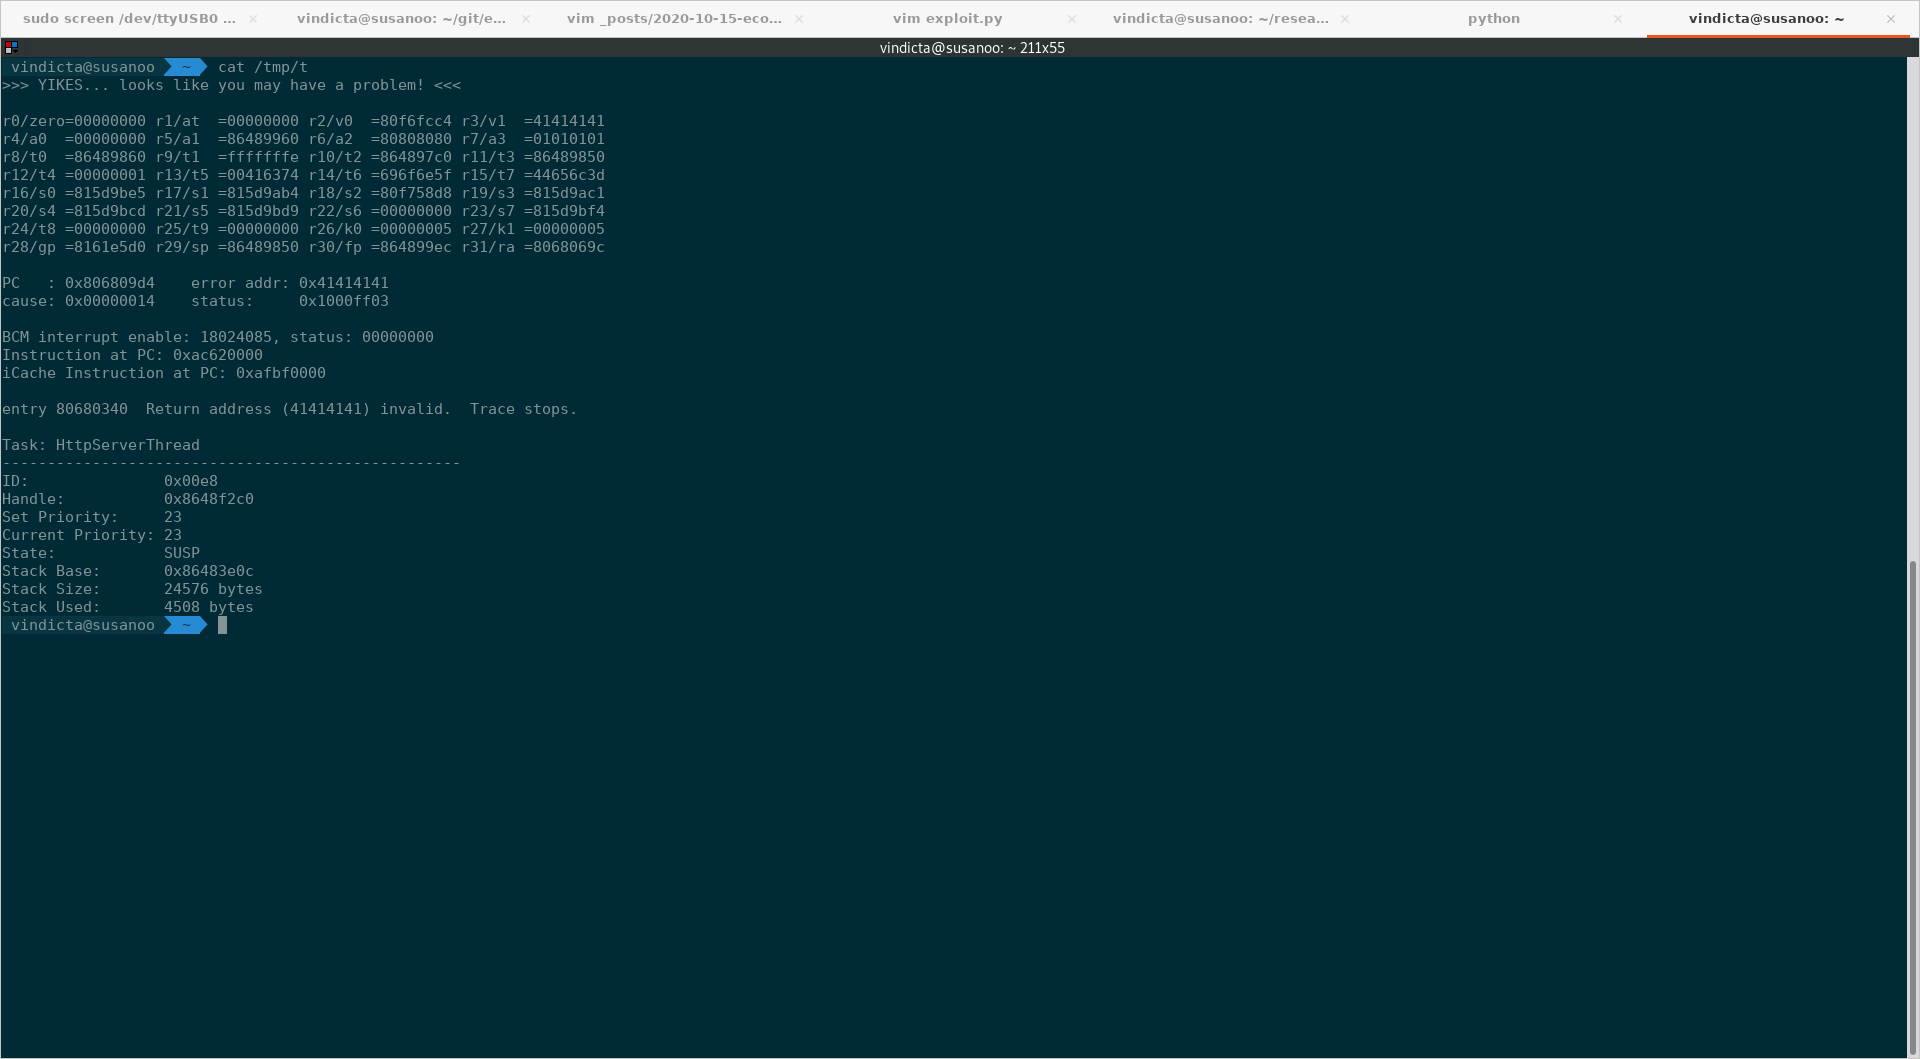 sudo screen /dev/ttyUSB0 ... × vindicta@susanoo: ~/git/e... × vim _posts/2020-10-15-eco... × vim exploit.py × vindicta@susanoo: ~/resea... × python × vindicta@susanoo: ~ ×
vindicta@susanoo: ~ 211x55
vindicta@susanoo ~ cat /tmp/t
>>> YIKES... looks like you may have a problem! <<<
r0/zero=00000000 r1/at  =00000000 r2/v0  =80f6fcc4 r3/v1  =41414141
r4/a0  =00000000 r5/a1  =86489960 r6/a2  =80808080 r7/a3  =01010101
r8/t0  =86489860 r9/t1  =fffffffe r10/t2 =864897c0 r11/t3 =86489850
r12/t4 =00000001 r13/t5 =00416374 r14/t6 =696f6e5f r15/t7 =44656c3d
r16/s0 =815d9be5 r17/s1 =815d9ab4 r18/s2 =80f758d8 r19/s3 =815d9ac1
r20/s4 =815d9bcd r21/s5 =815d9bd9 r22/s6 =00000000 r23/s7 =815d9bf4
r24/t8 =00000000 r25/t9 =00000000 r26/k0 =00000005 r27/k1 =00000005
r28/gp =8161e5d0 r29/sp =86489850 r30/fp =864899ec r31/ra =8068069c
PC   : 0x806809d4    error addr: 0x41414141
cause: 0x00000014    status:     0x1000ff03
BCM interrupt enable: 18024085, status: 00000000
Instruction at PC: 0xac620000
iCache Instruction at PC: 0xafbf0000
entry 80680340  Return address (41414141) invalid.  Trace stops.
Task: HttpServerThread
---------------------------------------------------
ID:               0x00e8
Handle:           0x8648f2c0
Set Priority:     23
Current Priority: 23
State:            SUSP
Stack Base:       0x86483e0c
Stack Size:       24576 bytes
Stack Used:       4508 bytes
vindicta@susanoo ~